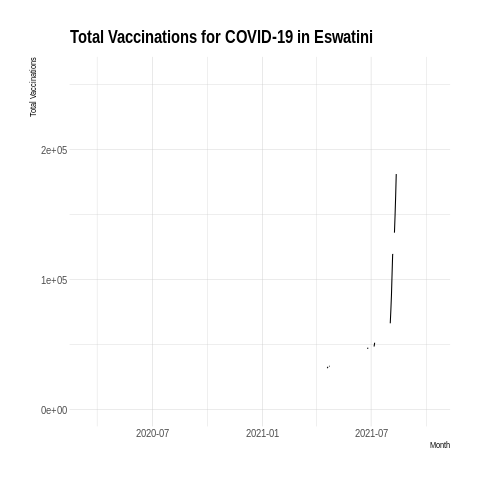 Total Vaccinations for COVID-19 in Eswatini
Total Vaccinations
2e+05
1e+05
0e+00
2020-07 2021-01 2021-07
Month